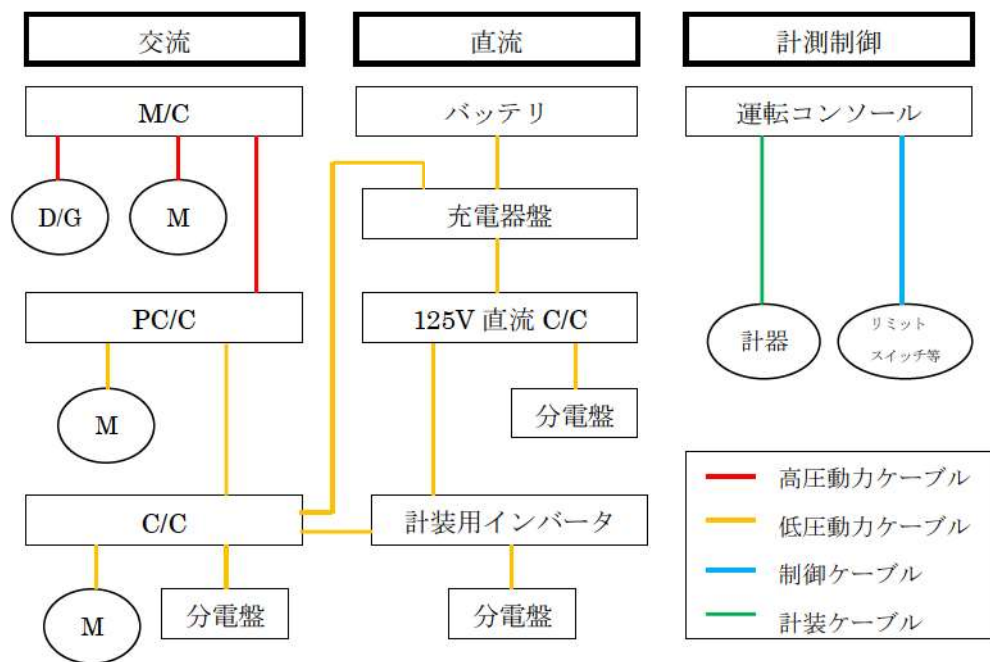 交流
直流
計測制御
M/C
バッテリ
運転コンソール
D/G
M
充電器盤
PC/C
125V 直流 C/C
計器
リミット
スイッチ等
M
分電盤
C/C
計装用インバータ
M
分電盤
分電盤
高圧動力ケーブル
低圧動力ケーブル
制御ケーブル
計装ケーブル